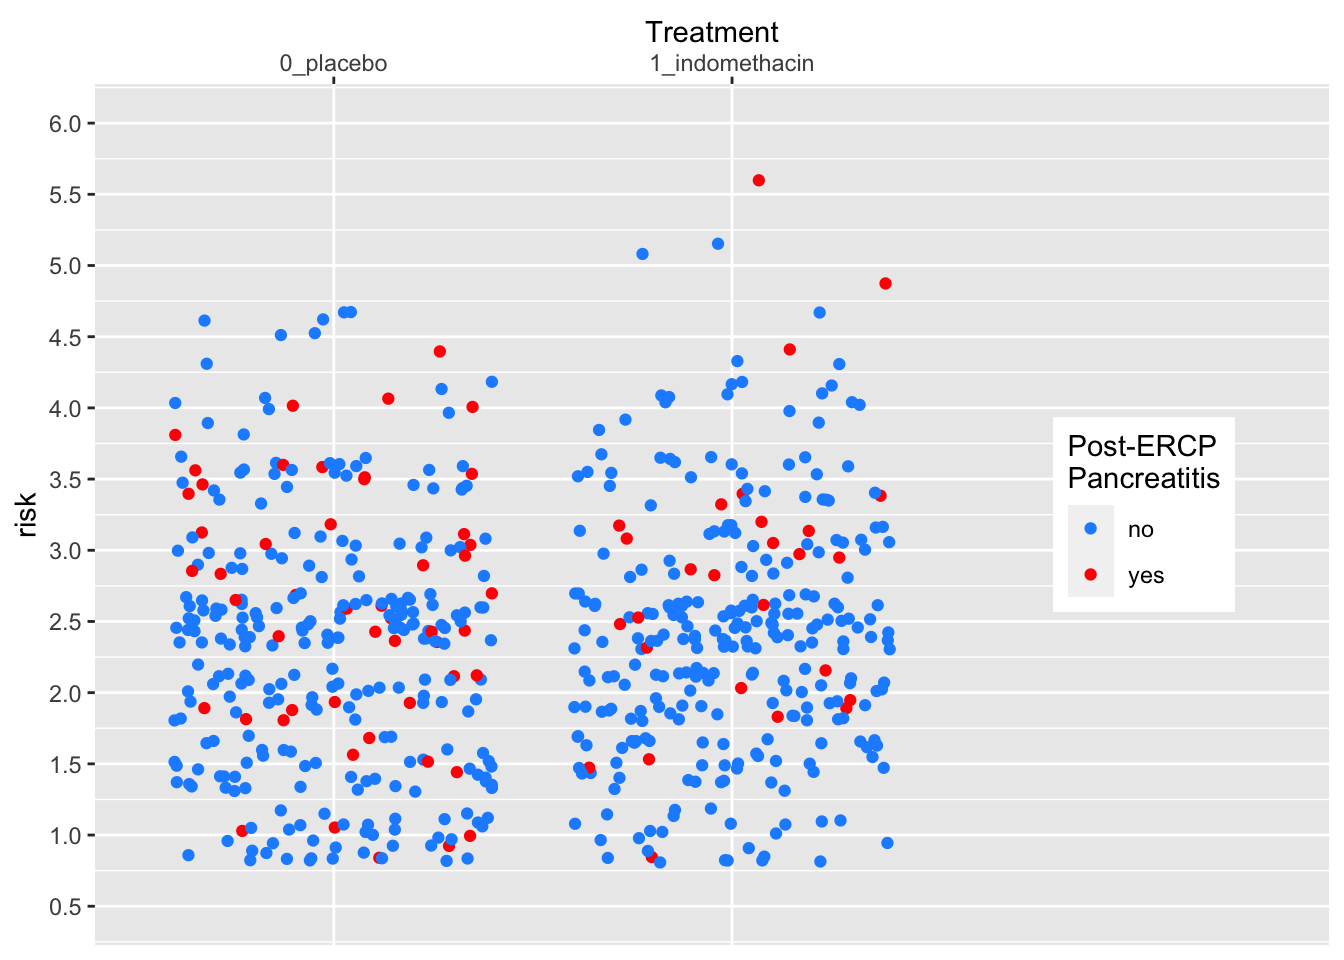 Treatment
0_placebo
1_indomethacin
6.0
5.5
5.0
4.5
4.0
3.5
3.0
2.5
2.0
1.5
1.0
0.5
risk
Post-ERCP
Pancreatitis
no
yes